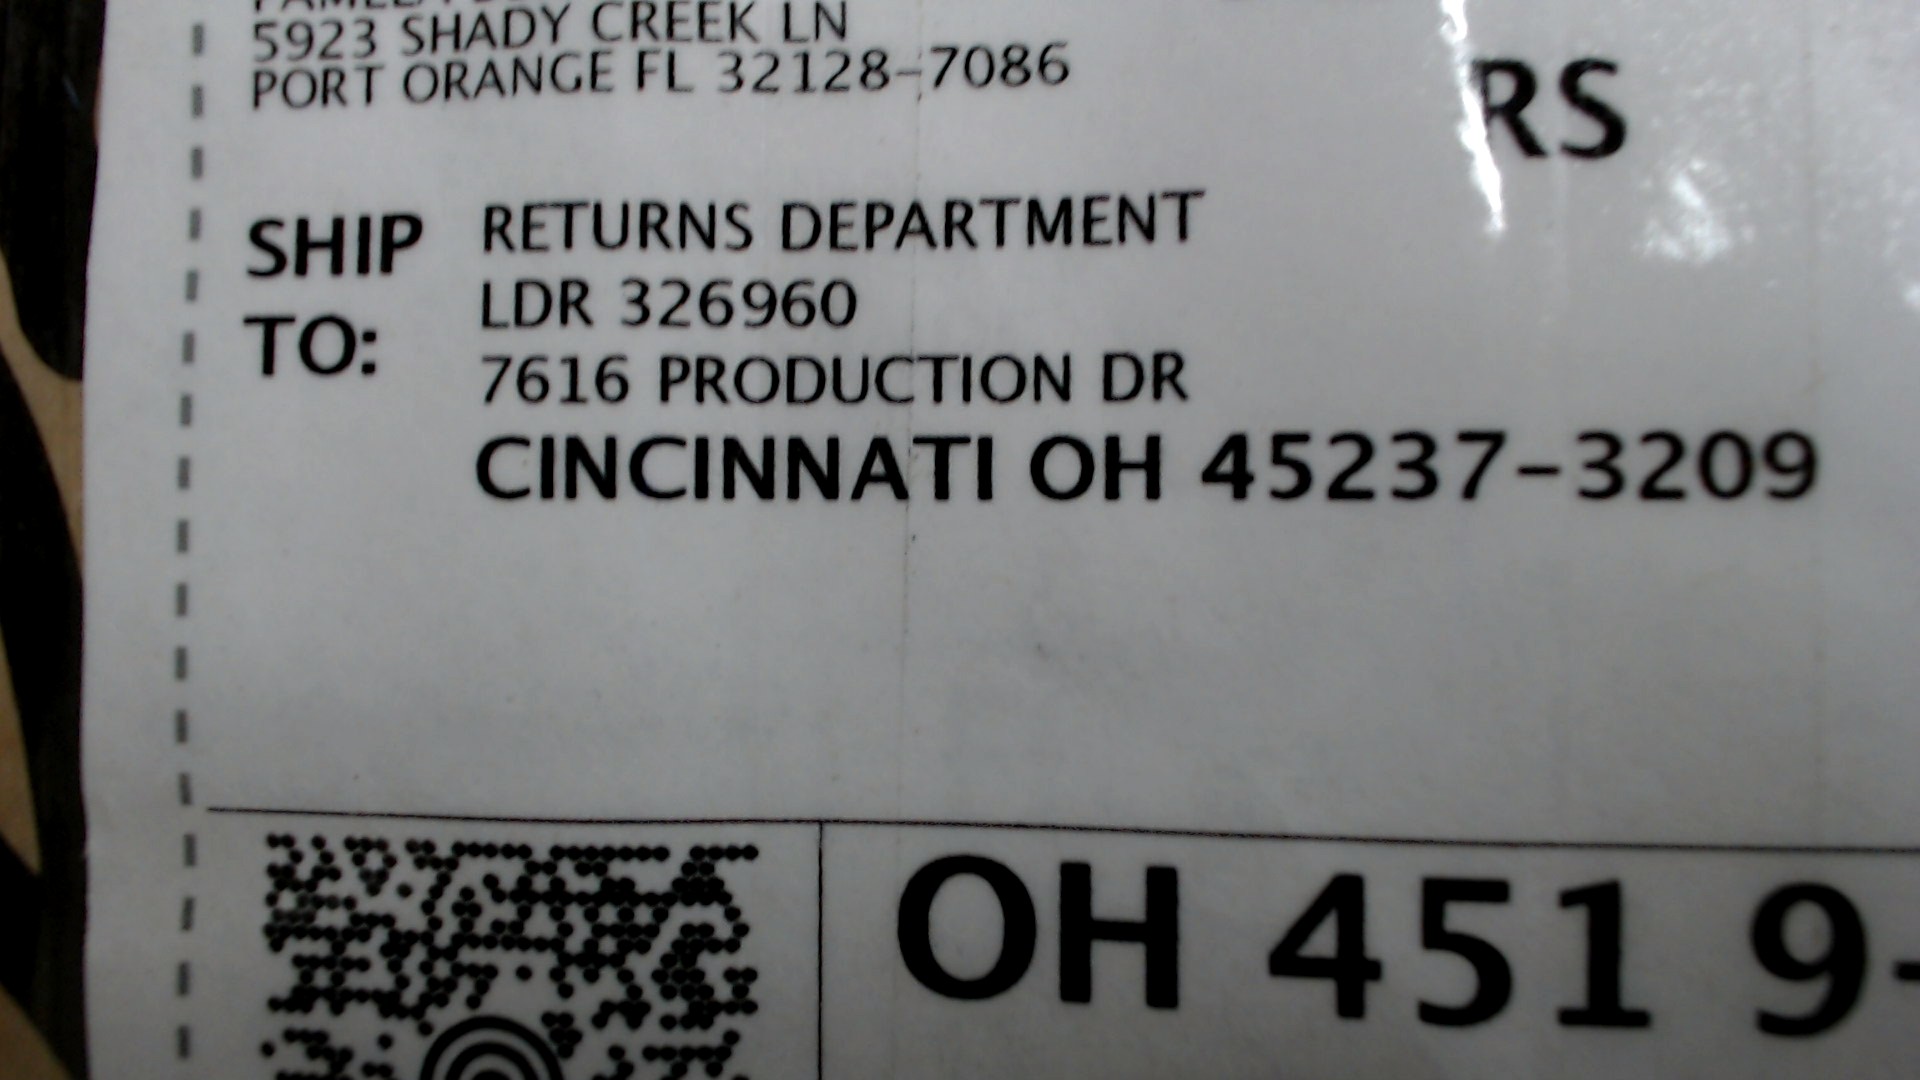 5923 SHADY CREEK LN
PORT ORANGE FL 32128-7086
RS
SHIP TO:
RETURNS DEPARTMENT
LDR 326960
7616 PRODUCTION DR
CINCINNATI OH 45237-3209
OH 451 9-